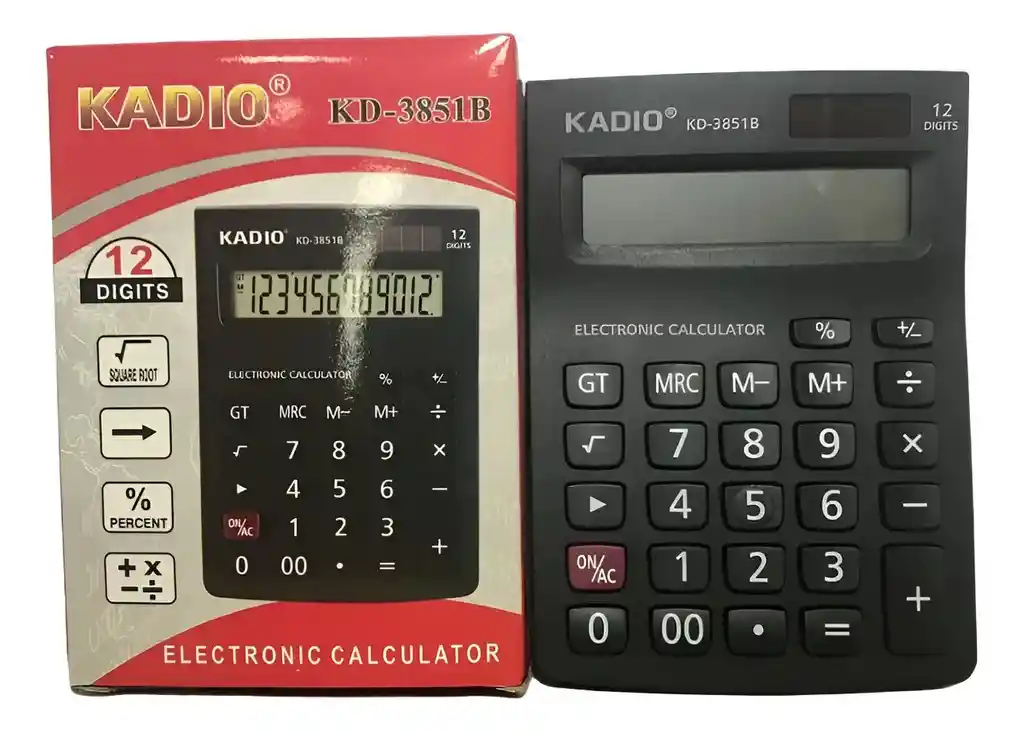 KADIO®
KD-3851B
12
DIGITS
√
SQUARE ROOT
→
%
PERCENT
+ ×
− ÷
KADIO® KD-3851B
12
DIGITS
GT
M
−
ELECTRONIC CALCULATOR % +/−
GT MRC M− M+ ÷
√ 7 8 9 ×
▶ 4 5 6 −
ON/AC 1 2 3 +
0 00 • =
ELECTRONIC CALCULATOR
KADIO® KD-3851B
12
DIGITS
ELECTRONIC CALCULATOR % +/−
GT MRC M− M+ ÷
√ 7 8 9 ×
▶ 4 5 6 −
ON/AC 1 2 3 +
0 00 • =